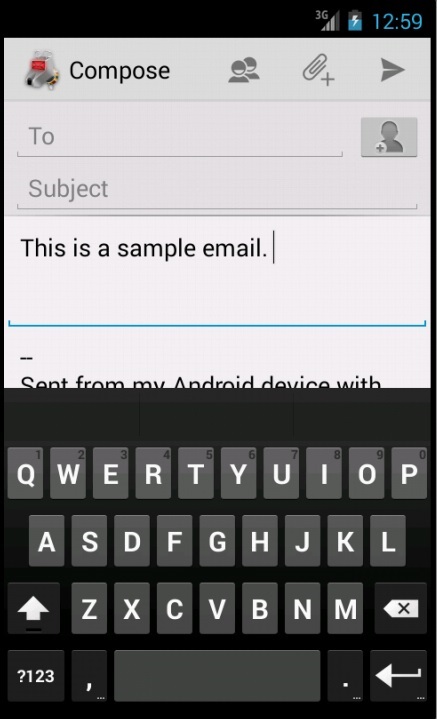 3G 12:59
Compose
To
Subject
This is a sample email.
--
Sent from my Android device with
1 2 3 4 5 6 7 8 9 0
Q W E R T Y U I O P
A S D F G H J K L
Z X C V B N M
?123 , ... . ... ...